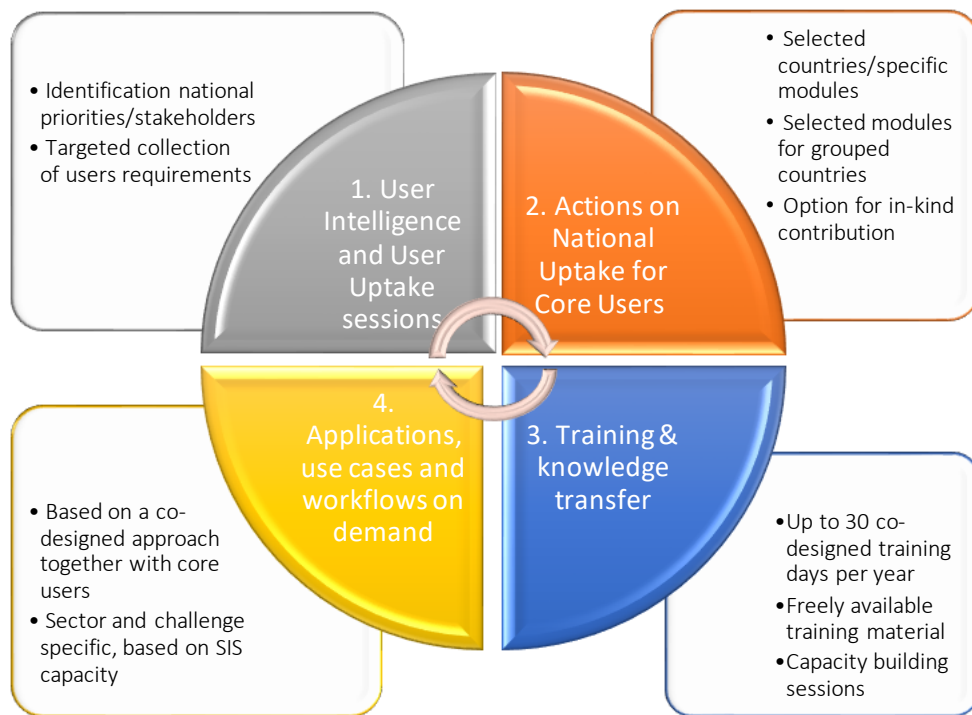 • Identification national
priorities/stakeholders
• Targeted collection
of users requirements
1. User
Intelligence
and User
Uptake
sessions
• Selected
countries/specific
modules
• Selected modules
for grouped
countries
• Option for in-kind
contribution
2. Actions on
National
Uptake for
Core Users
3. Training &
knowledge
transfer
•Up to 30 co-
designed training
days per year
•Freely available
training material
•Capacity building
sessions
4.
Applications,
use cases and
workflows on
demand
• Based on a co-
designed approach
together with core
users
• Sector and challenge
specific, based on SIS
capacity